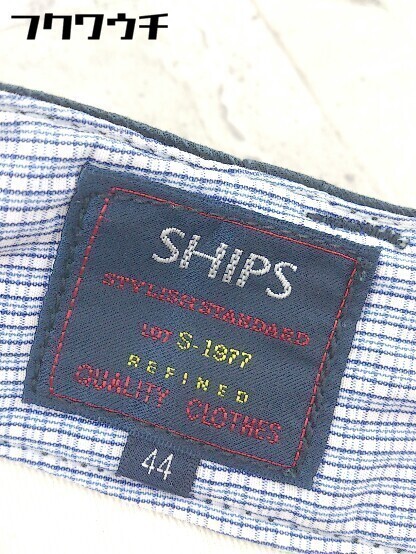 フクワウチ
SHIPS
STYLISH STANDARD
LOT S-1977
REFINED
QUALITY CLOTHES
44